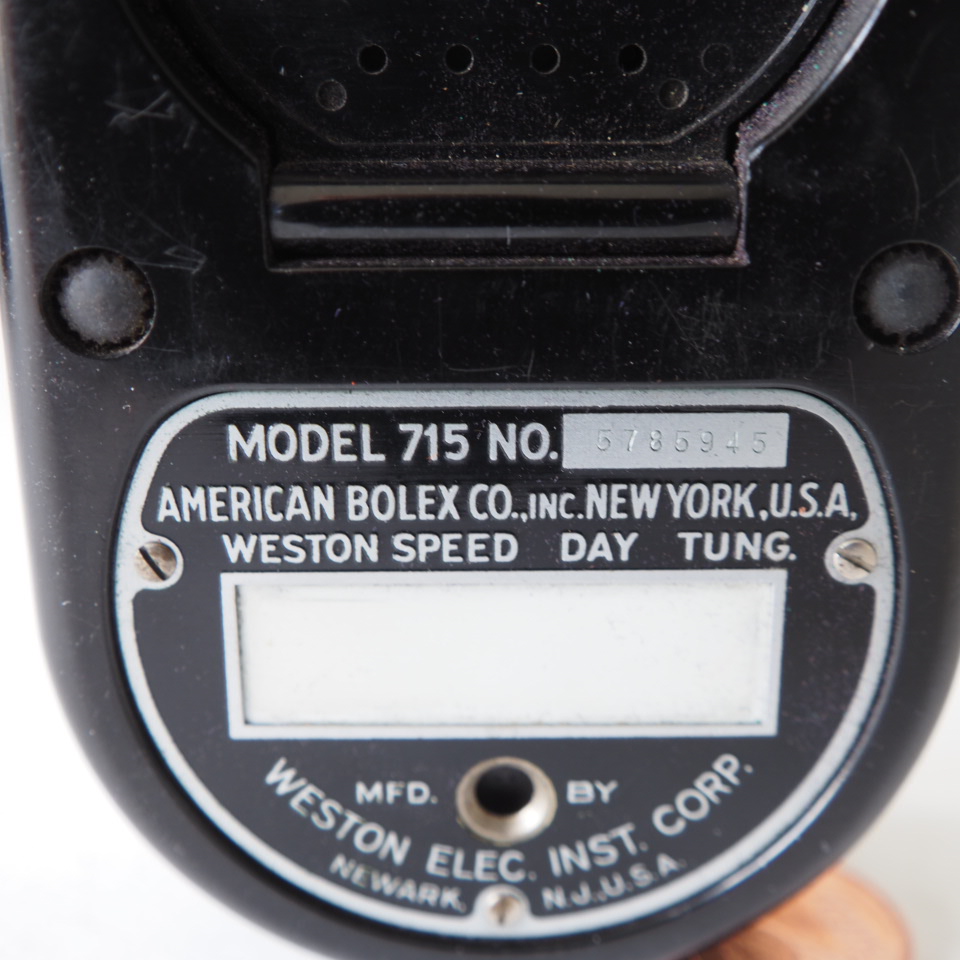 MODEL 715 NO. 5785945
AMERICAN BOLEX CO., INC. NEW YORK, U.S.A,
WESTON SPEED DAY TUNG.
MFD. BY
WESTON ELEC. INST. CORP.
NEWARK, N.J., U.S.A.